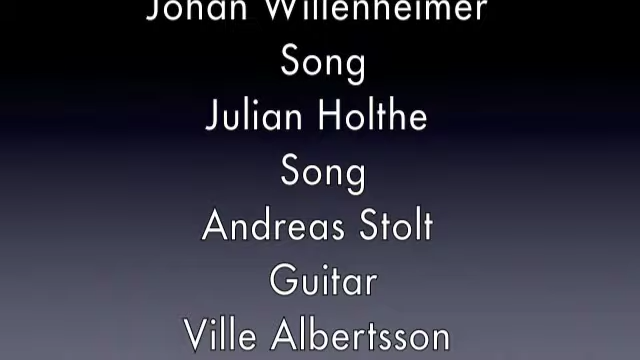 Johan Willenheimer
Song
Julian Holthe
Song
Andreas Stolt
Guitar
Ville Albertsson